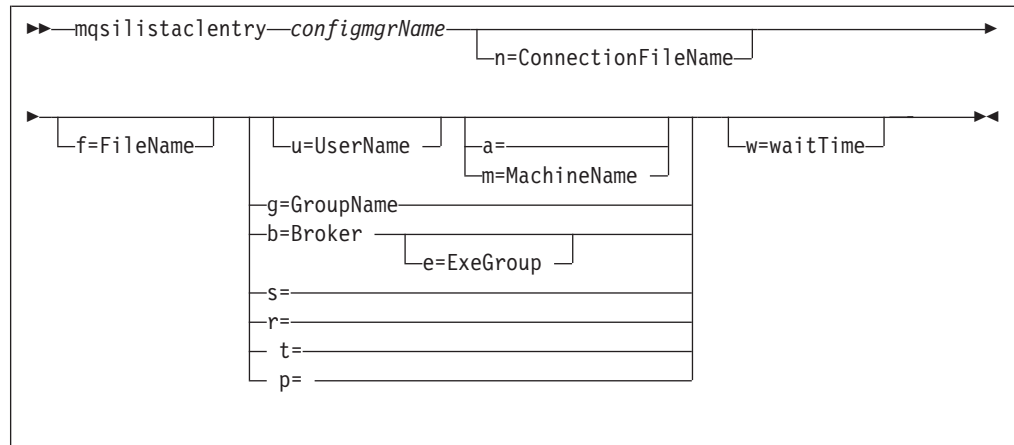 mqsilistaclentry configmgrName
n=ConnectionFileName
f=FileName
u=UserName
a=
w=waitTime
m=MachineName
g=GroupName
b=Broker
e=ExeGroup
s=
r=
t=
p=